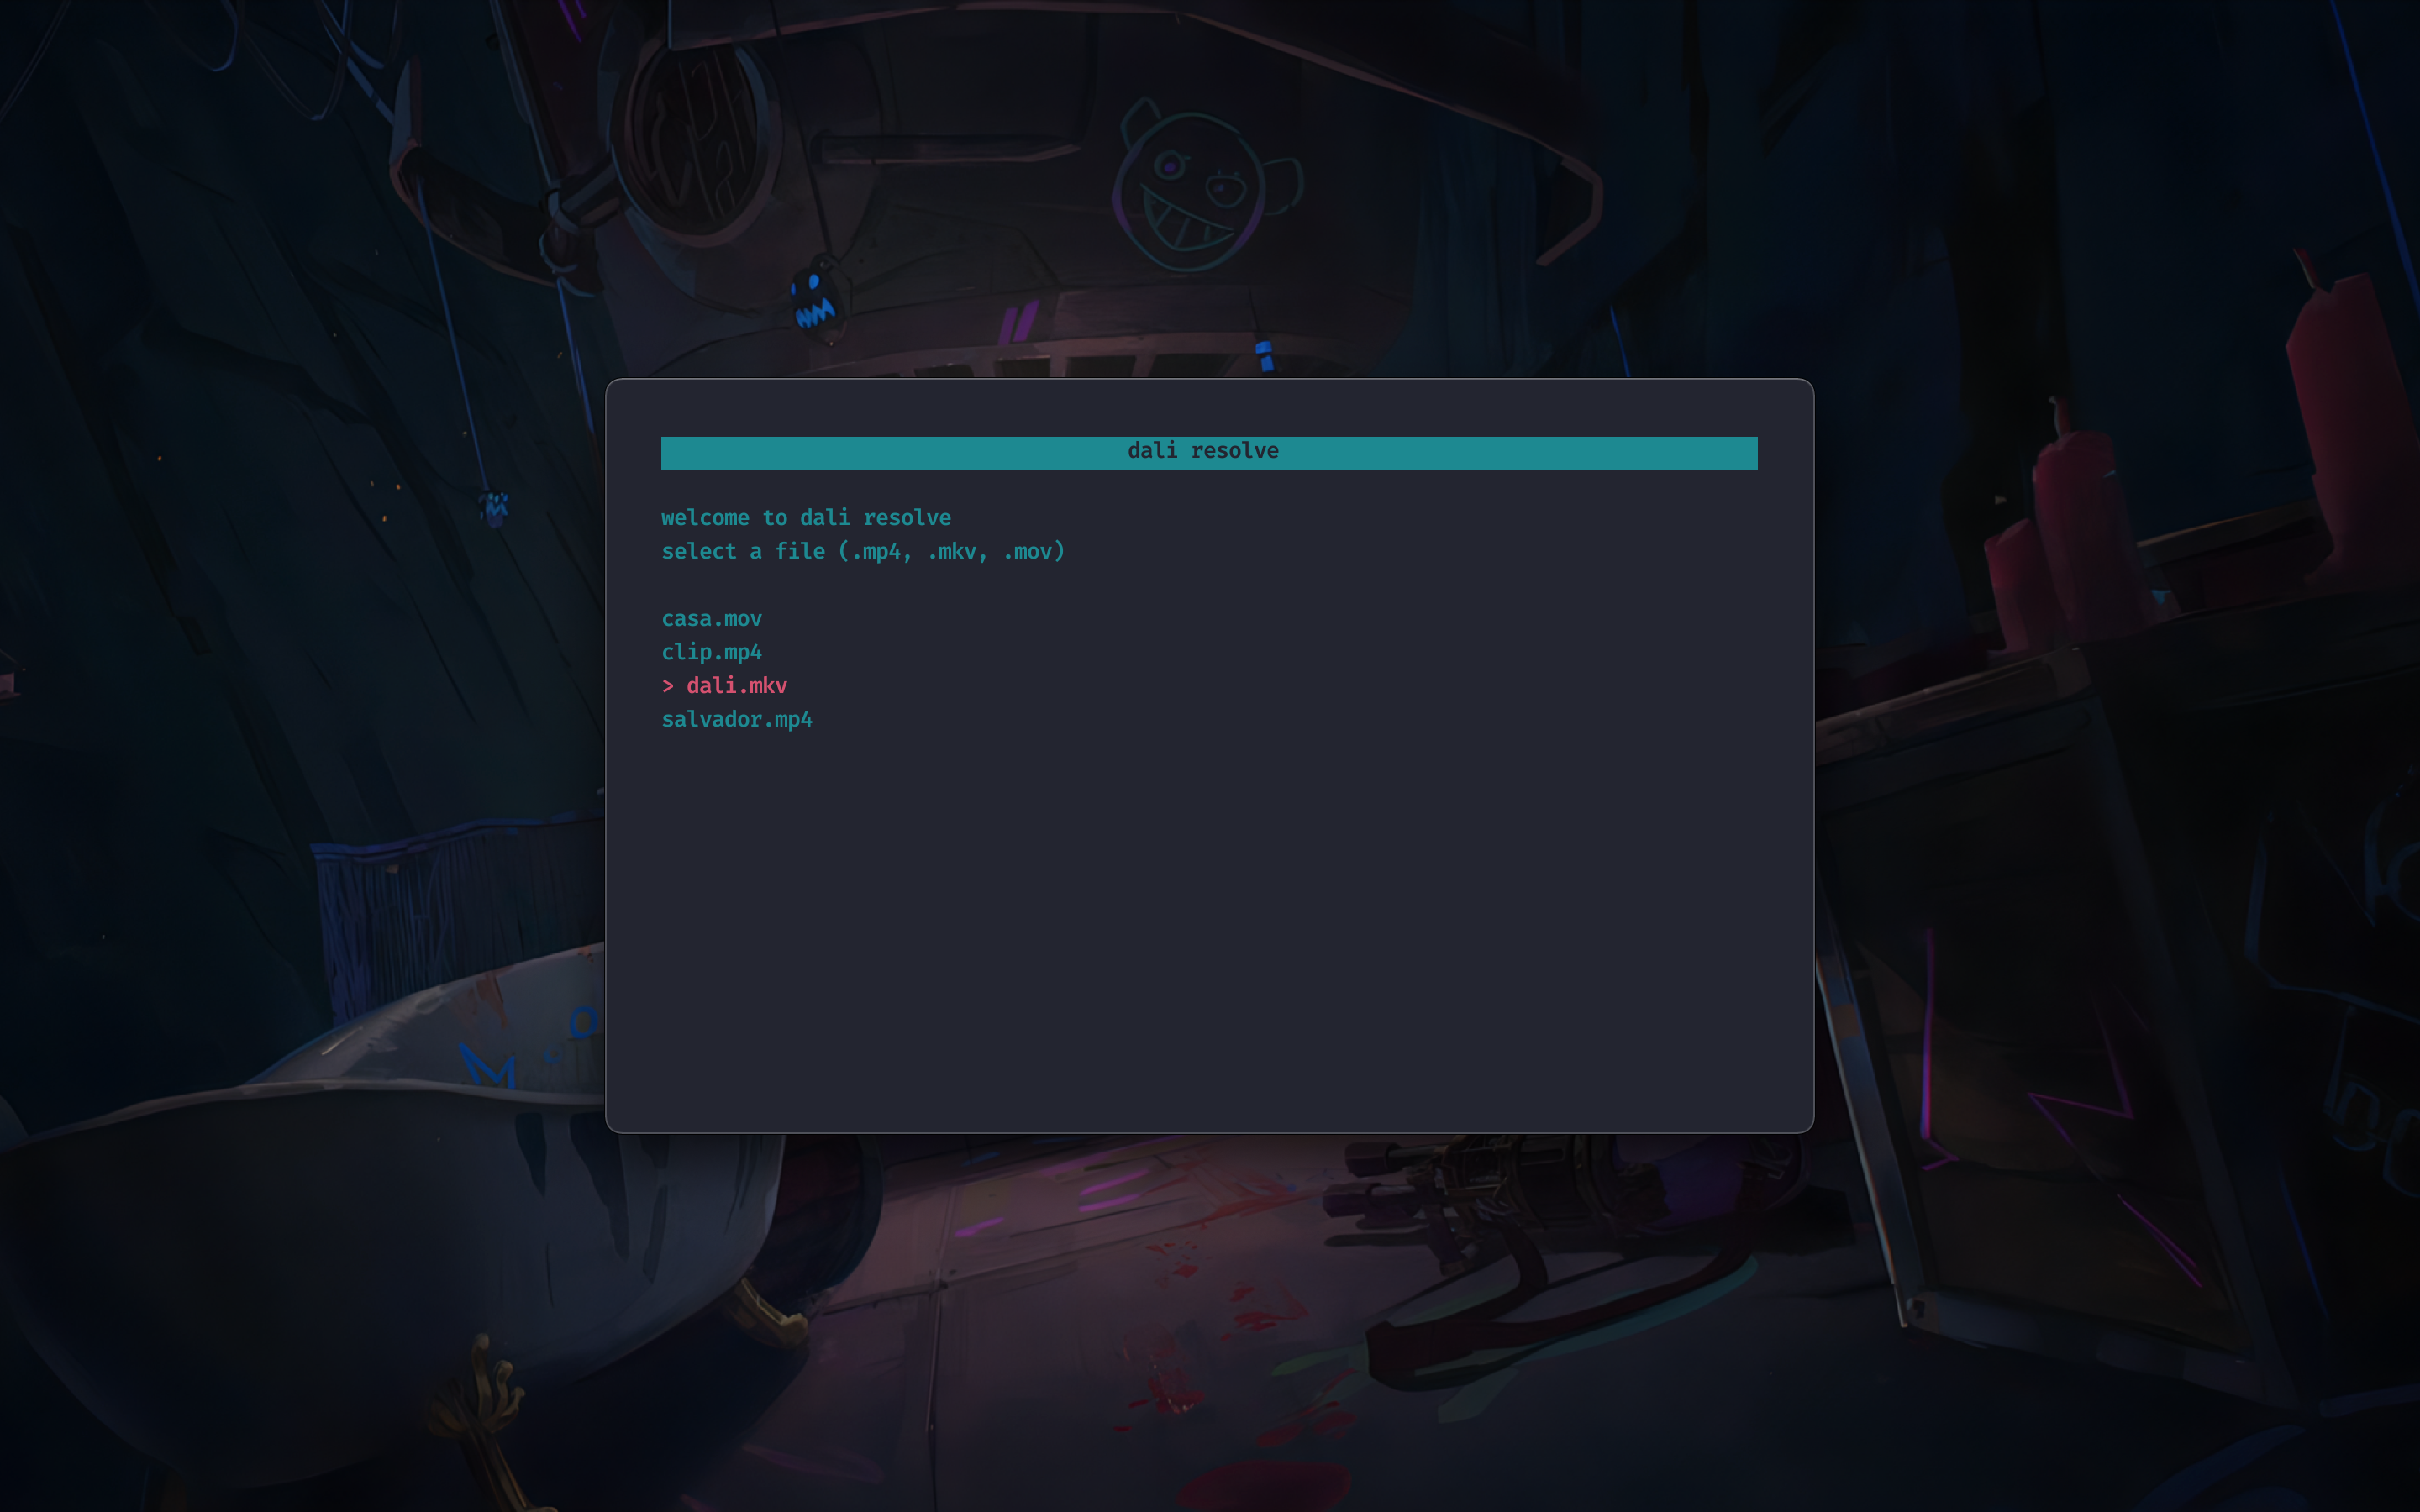 dali resolve
welcome to dali resolve
select a file (.mp4, .mkv, .mov)
casa.mov
clip.mp4
> dali.mkv
salvador.mp4